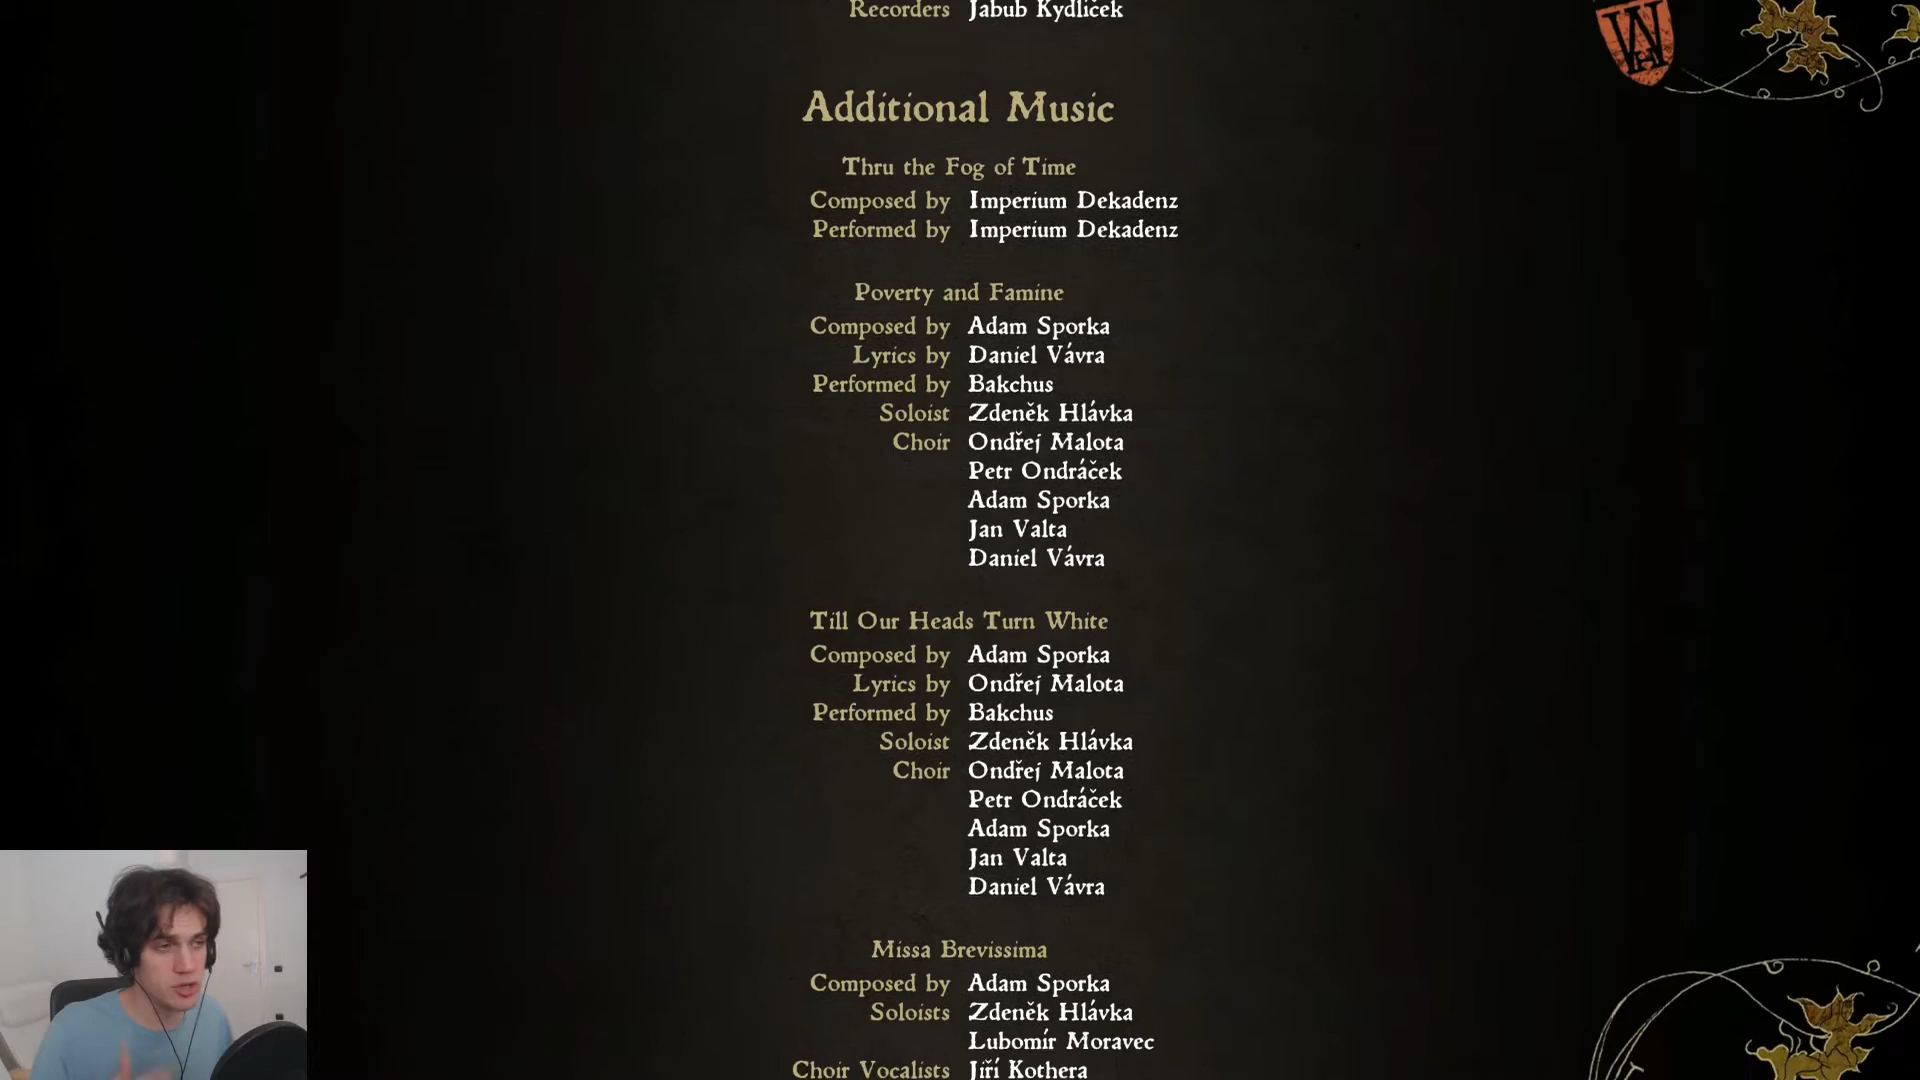 Recorders Jabub Kydlíček
WH
Additional Music
Thru the Fog of Time
Composed by Imperium Dekadenz
Performed by Imperium Dekadenz
Poverty and Famine
Composed by Adam Sporka
Lyrics by Daniel Vávra
Performed by Bakchus
Soloist Zdeněk Hlávka
Choir Ondřej Malota
Petr Ondráček
Adam Sporka
Jan Valta
Daniel Vávra
Till Our Heads Turn White
Composed by Adam Sporka
Lyrics by Ondřej Malota
Performed by Bakchus
Soloist Zdeněk Hlávka
Choir Ondřej Malota
Petr Ondráček
Adam Sporka
Jan Valta
Daniel Vávra
Missa Brevissima
Composed by Adam Sporka
Soloists Zdeněk Hlávka
Lubomír Moravec
Choir Vocalists Jiří Kothera